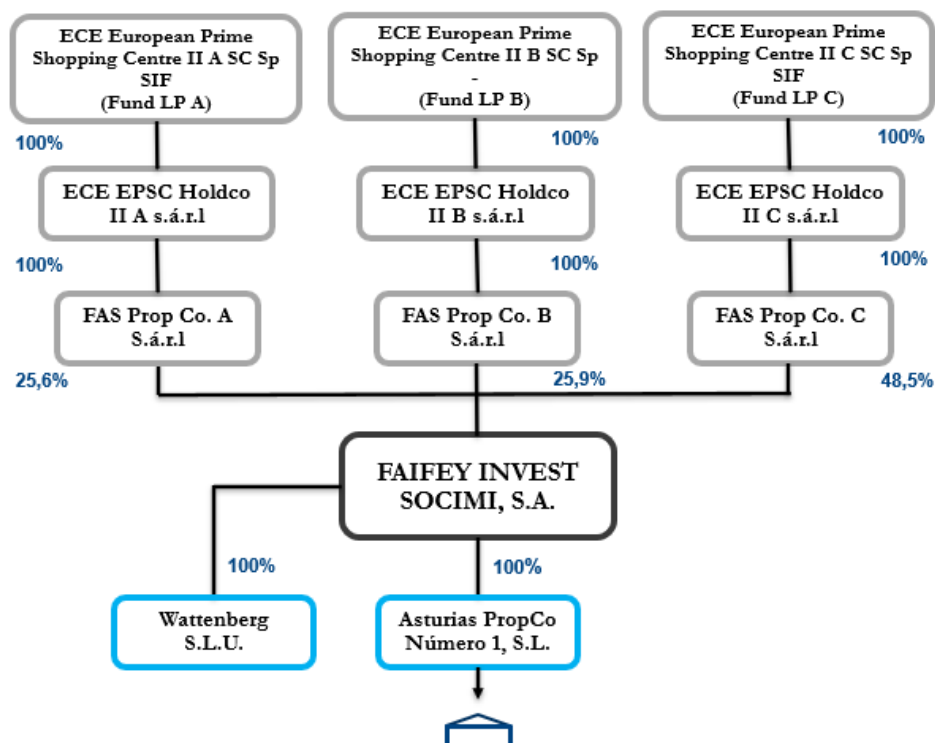 ECE European Prime
Shopping Centre II A SC Sp
SIF
(Fund LP A)
ECE European Prime
Shopping Centre II B SC Sp
-
(Fund LP B)
ECE European Prime
Shopping Centre II C SC Sp
SIF
(Fund LP C)
100%
100%
100%
ECE EPSC Holdco
II A s.á.r.l
ECE EPSC Holdco
II B s.á.r.l
ECE EPSC Holdco
II C s.á.r.l
100%
100%
100%
FAS Prop Co. A
S.á.r.l
FAS Prop Co. B
S.á.r.l
FAS Prop Co. C
S.á.r.l
25,6%
25,9%
48,5%
FAIFEY INVEST
SOCIMI, S.A.
100%
100%
Wattenberg
S.L.U.
Asturias PropCo
Número 1, S.L.